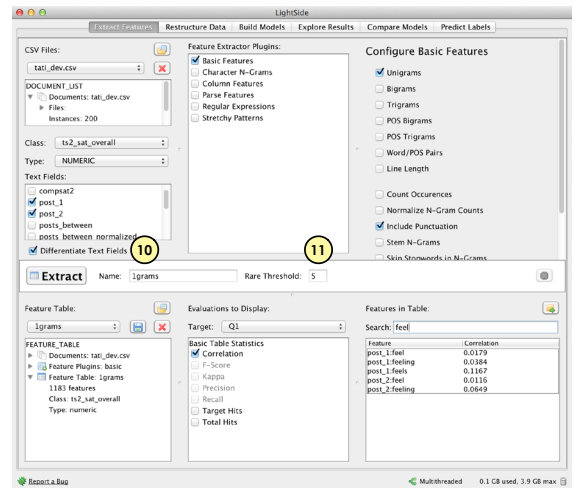 LightSide
Extract Features
Restructure Data
Build Models
Explore Results
Compare Models
Predict Labels
CSV Files:
tati_dev.csv
DOCUMENT_LIST
Documents: tati_dev.csv
Files:
Instances: 200
Class: ts2_sat_overall
Type: NUMERIC
Text Fields:
compsat2
post_1
post_2
posts_between
posts_between_normalized
Differentiate Text Fields
10
Feature Extractor Plugins:
Basic Features
Character N-Grams
Column Features
Parse Features
Regular Expressions
Stretchy Patterns
11
Configure Basic Features
Unigrams
Bigrams
Trigrams
POS Bigrams
POS Trigrams
Word/POS Pairs
Line Length
Count Occurences
Normalize N-Gram Counts
Include Punctuation
Stem N-Grams
Skip Stopwords in N-Grams
Extract
Name: 1grams
Rare Threshold: 5
Feature Table:
1grams
FEATURE_TABLE
Documents: tati_dev.csv
Feature Plugins: basic
Feature Table: 1grams
1183 features
Class: ts2_sat_overall
Type: numeric
Evaluations to Display:
Target: Q1
Basic Table Statistics
Correlation
F-Score
Kappa
Precision
Recall
Target Hits
Total Hits
Features in Table:
Search: feel
Feature Correlation
post_1:feel 0.0179
post_1:feeling 0.0384
post_1:feels 0.1167
post_2:feel 0.0116
post_2:feeling 0.0649
Report a Bug
Multithreaded
0.1 GB used, 3.9 GB max